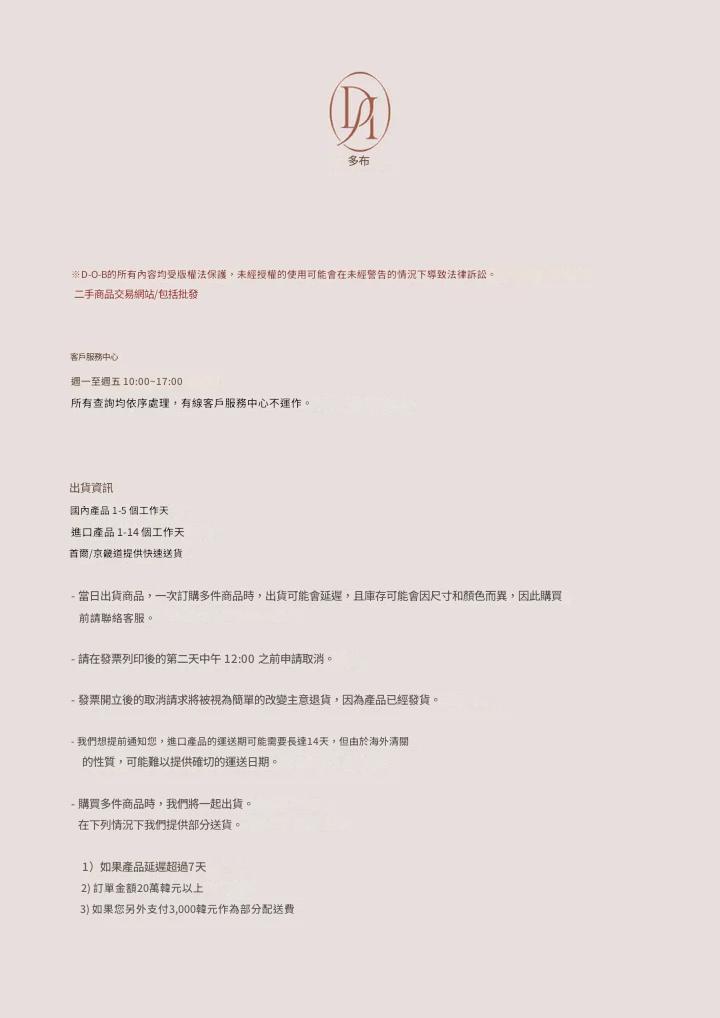 多布
※D-O-B的所有內容均受版權法保護，未經授權的使用可能會在未經警告的情況下導致法律訴訟。
二手商品交易網站/包括批發
客戶服務中心
週一至週五 10:00~17:00
所有查詢均依序處理，有線客戶服務中心不運作。
出貨資訊
國內產品 1-5 個工作天
進口產品 1-14 個工作天
首爾/京畿道提供快速送貨
- 當日出貨商品，一次訂購多件商品時，出貨可能會延遲，且庫存可能會因尺寸和顏色而異，因此購買
前請聯絡客服。
- 請在發票列印後的第二天中午 12:00 之前申請取消。
- 發票開立後的取消請求將被視為簡單的改變主意退貨，因為產品已經發貨。
- 我們想提前通知您，進口產品的運送期可能需要長達14天，但由於海外清關
的性質，可能難以提供確切的運送日期。
- 購買多件商品時，我們將一起出貨。
在下列情況下我們提供部分送貨。
1）如果產品延遲超過7天
2) 訂單金額20萬韓元以上
3) 如果您另外支付3,000韓元作為部分配送費